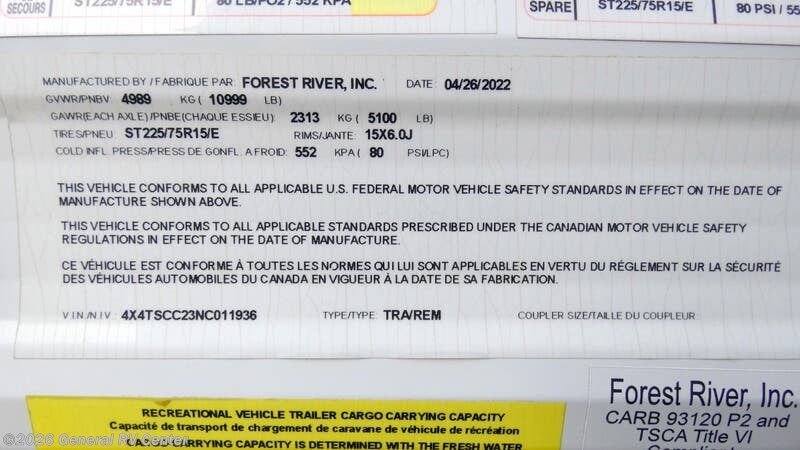 SECOURS ST225/75R15/E 80 LB/PO2 / 552 KPA
SPARE ST225/75R15/E 80 PSI / 55
MANUFACTURED BY / FABRIQUE PAR: FOREST RIVER, INC. DATE: 04/26/2022
GVWR/PNBV: 4989 KG ( 10999 LB)
GAWR(EACH AXLE) / PNBE(CHAQUE ESSIEU): 2313 KG ( 5100 LB)
TIRES/PNEU: ST225/75R15/E RIMS/JANTE: 15X6.0J
COLD INFL. PRESS/PRESS DE GONFL. A FROID: 552 KPA ( 80 PSI/LPC)
THIS VEHICLE CONFORMS TO ALL APPLICABLE U.S. FEDERAL MOTOR VEHICLE SAFETY STANDARDS IN EFFECT ON THE DATE OF
MANUFACTURE SHOWN ABOVE.
THIS VEHICLE CONFORMS TO ALL APPLICABLE STANDARDS PRESCRIBED UNDER THE CANADIAN MOTOR VEHICLE SAFETY
REGULATIONS IN EFFECT ON THE DATE OF MANUFACTURE.
CE VÉHICULE EST CONFORME À TOUTES LES NORMES QUI LUI SONT APPLICABLES EN VERTU DU RÉGLEMENT SUR LA SÉCURITÉ
DES VÉHICULES AUTOMOBILES DU CANADA EN VIGUEUR À LA DATE DE SA FABRICATION.
V I N / N I V : 4X4TSCC23NC011936 TYPE/TYPE: TRA/REM COUPLER SIZE/TAILLE DU COUPLEUR:
RECREATIONAL VEHICLE TRAILER CARGO CARRYING CAPACITY
Capacité de transport de chargement de caravane de véhicule de récréation
CARGO CARRYING CAPACITY IS DETERMINED WITH THE FRESH WATER
Forest River, Inc.
CARB 93120 P2 and
TSCA Title VI
Compliant
©2026 General RV Center